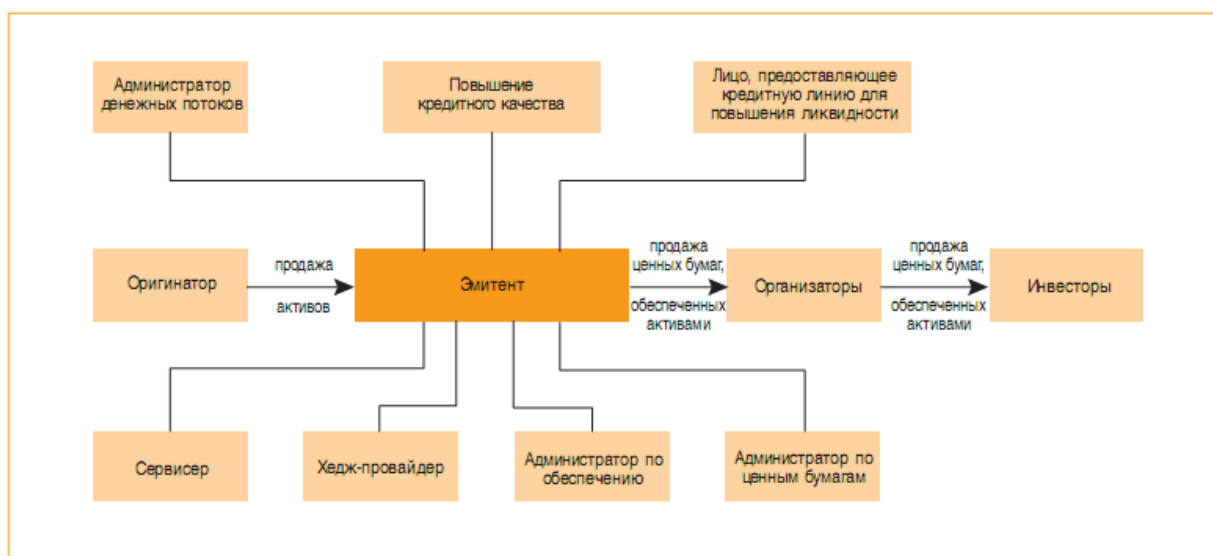 Администратор
денежных потоков
Повышение
кредитного качества
Лицо, предоставляющее
кредитную линию для
повышения ликвидности
Оригинатор
продажа
активов
Эмитент
продажа
ценных бумаг,
обеспеченных
активами
Организаторы
продажа
ценных бумаг,
обеспеченных
активами
Инвесторы
Сервисер
Хедж-провайдер
Администратор по
обеспечению
Администратор по
ценным бумагам